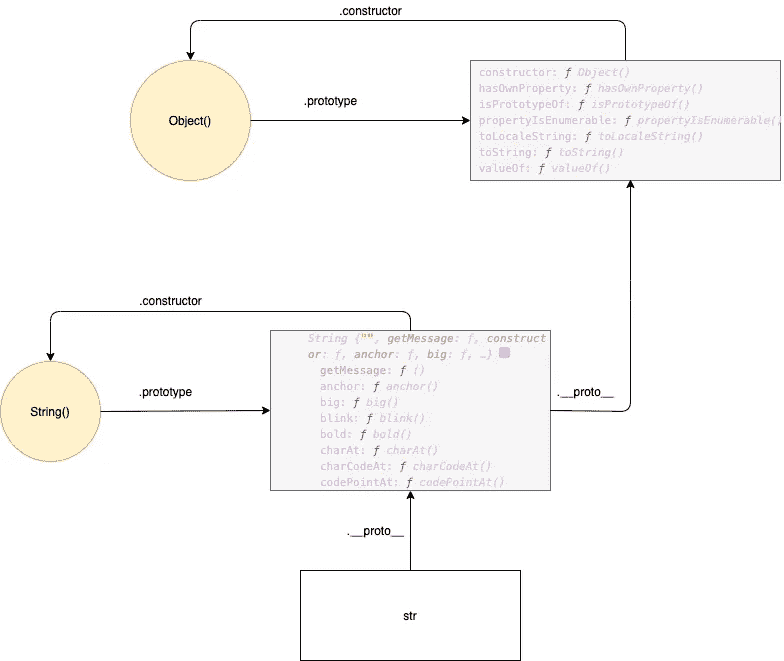 .constructor
Object()
.prototype
constructor: ƒ Object()
hasOwnProperty: ƒ hasOwnProperty()
isPrototypeOf: ƒ isPrototypeOf()
propertyIsEnumerable: ƒ propertyIsEnumerable(
toLocaleString: ƒ toLocaleString()
toString: ƒ toString()
valueOf: ƒ valueOf()
.constructor
String()
.prototype
String {"", getMessage: ƒ, construct
or: ƒ, anchor: ƒ, big: ƒ, …}
getMessage: ƒ ()
anchor: ƒ anchor()
big: ƒ big()
blink: ƒ blink()
bold: ƒ bold()
charAt: ƒ charAt()
charCodeAt: ƒ charCodeAt()
codePointAt: ƒ codePointAt()
.__proto__
.__proto__
str